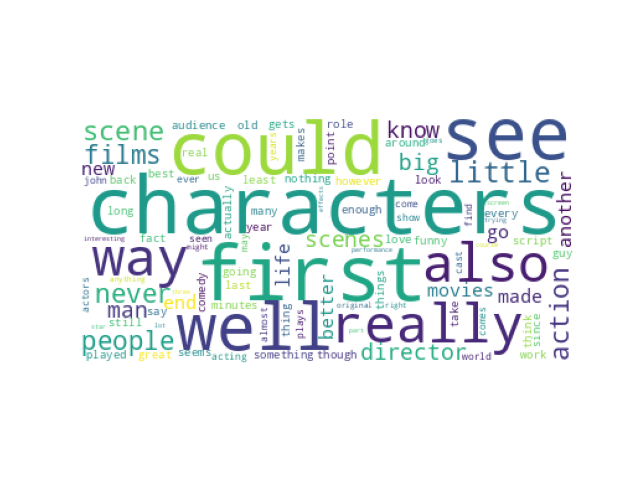 audience old gets role
scene could know see
films real years makes point around goes
new best ever us least nothing however big little
john back look another
characters
long actually many effects enough come show find screen every trying
year may scenes love funny go script
interesting fact seen might performance guy
way first also
anything going life things cast course
never last movies made action
actors three minutes comedy thing better original right
man end well almost plays really take comes
say part think since
star still lot
people director
played great seems acting something though world work